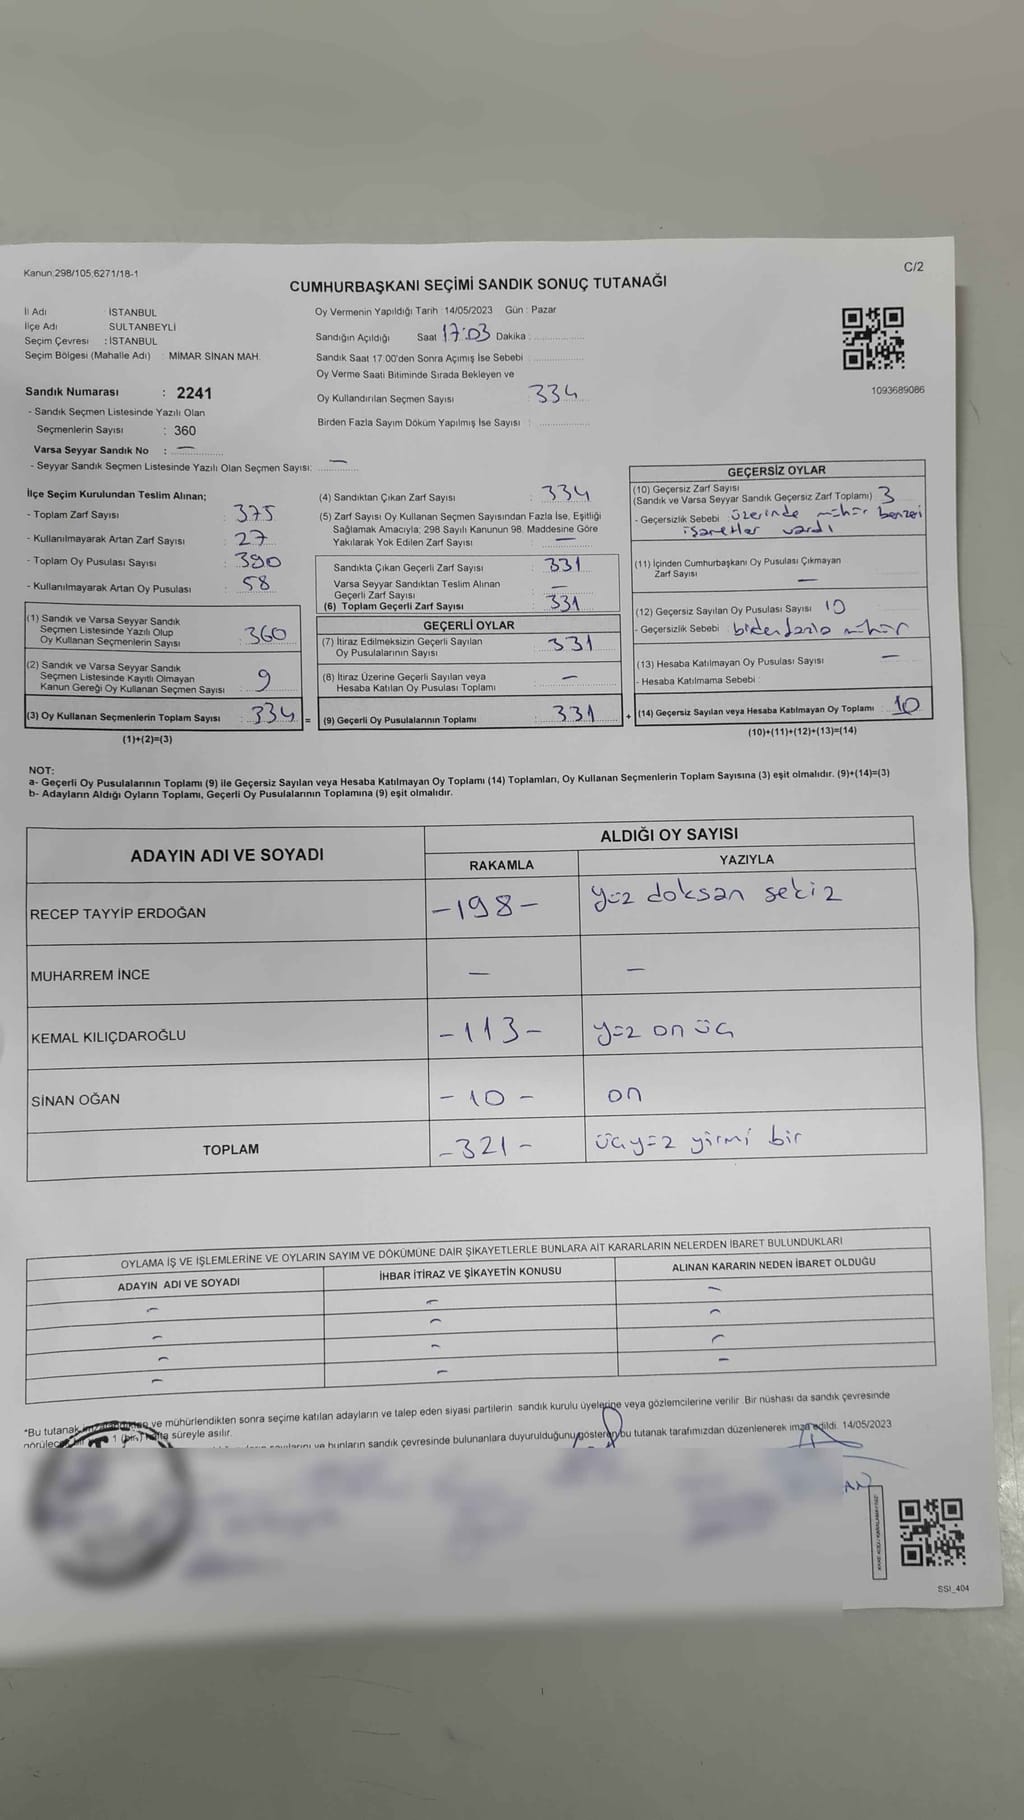 Kanun:298/105,6271/18-1
C/2
CUMHURBAŞKANI SEÇİMİ SANDIK SONUÇ TUTANAĞI
İl Adı İSTANBUL
İlçe Adı SULTANBEYLİ
Seçim Çevresi : İSTANBUL
Seçim Bölgesi (Mahalle Adı) : MİMAR SİNAN MAH.
Sandık Numarası : 2241
- Sandık Seçmen Listesinde Yazılı Olan
Seçmenlerin Sayısı : 360
Varsa Seyyar Sandık No : —
- Seyyar Sandık Seçmen Listesinde Yazılı Olan Seçmen Sayısı: —
Oy Vermenin Yapıldığı Tarih : 14/05/2023 Gün : Pazar
Sandığın Açıldığı Saat 17:03 Dakika :
Sandık Saat 17.00'den Sonra Açımış İse Sebebi :
Oy Verme Saati Bitiminde Sırada Bekleyen ve
Oy Kullandırılan Seçmen Sayısı : 334
Birden Fazla Sayım Döküm Yapılmış İse Sayısı :
1093689086
İlçe Seçim Kurulundan Teslim Alınan;
- Toplam Zarf Sayısı : 375
- Kullanılmayarak Artan Zarf Sayısı : 27
- Toplam Oy Pusulası Sayısı : 390
- Kullanılmayarak Artan Oy Pusulası : 58
(1) Sandık ve Varsa Seyyar Sandık
Seçmen Listesinde Yazılı Olup
Oy Kullanan Seçmenlerin Sayısı : 360
(2) Sandık ve Varsa Seyyar Sandık
Seçmen Listesinde Kayıtlı Olmayan
Kanun Gereği Oy Kullanan Seçmen Sayısı : 9
(3) Oy Kullanan Seçmenlerin Toplam Sayısı : 334 =
(1)+(2)=(3)
(4) Sandıktan Çıkan Zarf Sayısı : 334
(5) Zarf Sayısı Oy Kullanan Seçmen Sayısından Fazla İse, Eşitliği
Sağlamak Amacıyla; 298 Sayılı Kanunun 98. Maddesine Göre
Yakılarak Yok Edilen Zarf Sayısı : —
Sandıkta Çıkan Geçerli Zarf Sayısı : 331
Varsa Seyyar Sandıktan Teslim Alınan
Geçerli Zarf Sayısı : —
(6) Toplam Geçerli Zarf Sayısı : 331
GEÇERLİ OYLAR
(7) İtiraz Edilmeksizin Geçerli Sayılan
Oy Pusulalarının Sayısı : 331
(8) İtiraz Üzerine Geçerli Sayılan veya
Hesaba Katılan Oy Pusulası Toplamı : —
(9) Geçerli Oy Pusulalarının Toplamı : 331 +
GEÇERSİZ OYLAR
(10) Geçersiz Zarf Sayısı
(Sandık ve Varsa Seyyar Sandık Geçersiz Zarf Toplamı) : 3
- Geçersizlik Sebebi : üzerinde mühür benzeri
işaretler vardı
(11) İçinden Cumhurbaşkanı Oy Pusulası Çıkmayan
Zarf Sayısı : —
(12) Geçersiz Sayılan Oy Pusulası Sayısı : 10
- Geçersizlik Sebebi : birden fazla mühür
(13) Hesaba Katılmayan Oy Pusulası Sayısı : —
- Hesaba Katılmama Sebebi :
(14) Geçersiz Sayılan veya Hesaba Katılmayan Oy Toplamı : 10
(10)+(11)+(12)+(13)=(14)
NOT:
a- Geçerli Oy Pusulalarının Toplamı (9) ile Geçersiz Sayılan veya Hesaba Katılmayan Oy Toplamı (14) Toplamları, Oy Kullanan Seçmenlerin Toplam Sayısına (3) eşit olmalıdır. (9)+(14)=(3)
b- Adayların Aldığı Oyların Toplamı, Geçerli Oy Pusulalarının Toplamına (9) eşit olmalıdır.
ADAYIN ADI VE SOYADI
ALDIĞI OY SAYISI
RAKAMLA YAZIYLA
RECEP TAYYİP ERDOĞAN -198- yüz doksan sekiz
MUHARREM İNCE — —
KEMAL KILIÇDAROĞLU -113- yüz on üç
SİNAN OĞAN -10- on
TOPLAM -321- üçyüz yirmi bir
OYLAMA İŞ VE İŞLEMLERİNE VE OYLARIN SAYIM VE DÖKÜMÜNE DAİR ŞİKAYETLERLE BUNLARA AİT KARARLARIN NELERDEN İBARET BULUNDUKLARI
ADAYIN ADI VE SOYADI İHBAR İTİRAZ VE ŞİKAYETİN KONUSU ALINAN KARARIN NEDEN İBARET OLDUĞU
— — —
— — —
— — —
— — —
*Bu tutanak ve mühürlendikten sonra seçime katılan adayların ve talep eden siyasi partilerin sandık kurulu üyelerine veya gözlemcilerine verilir. Bir nüshası da sandık çevresinde
1 (bir) hafta süreyle asılır.
ve bunların sandık çevresinde bulunanlara duyurulduğunu gösteren bu tutanak tarafımızdan düzenlenerek imza edildi. 14/05/2023
SSI_404